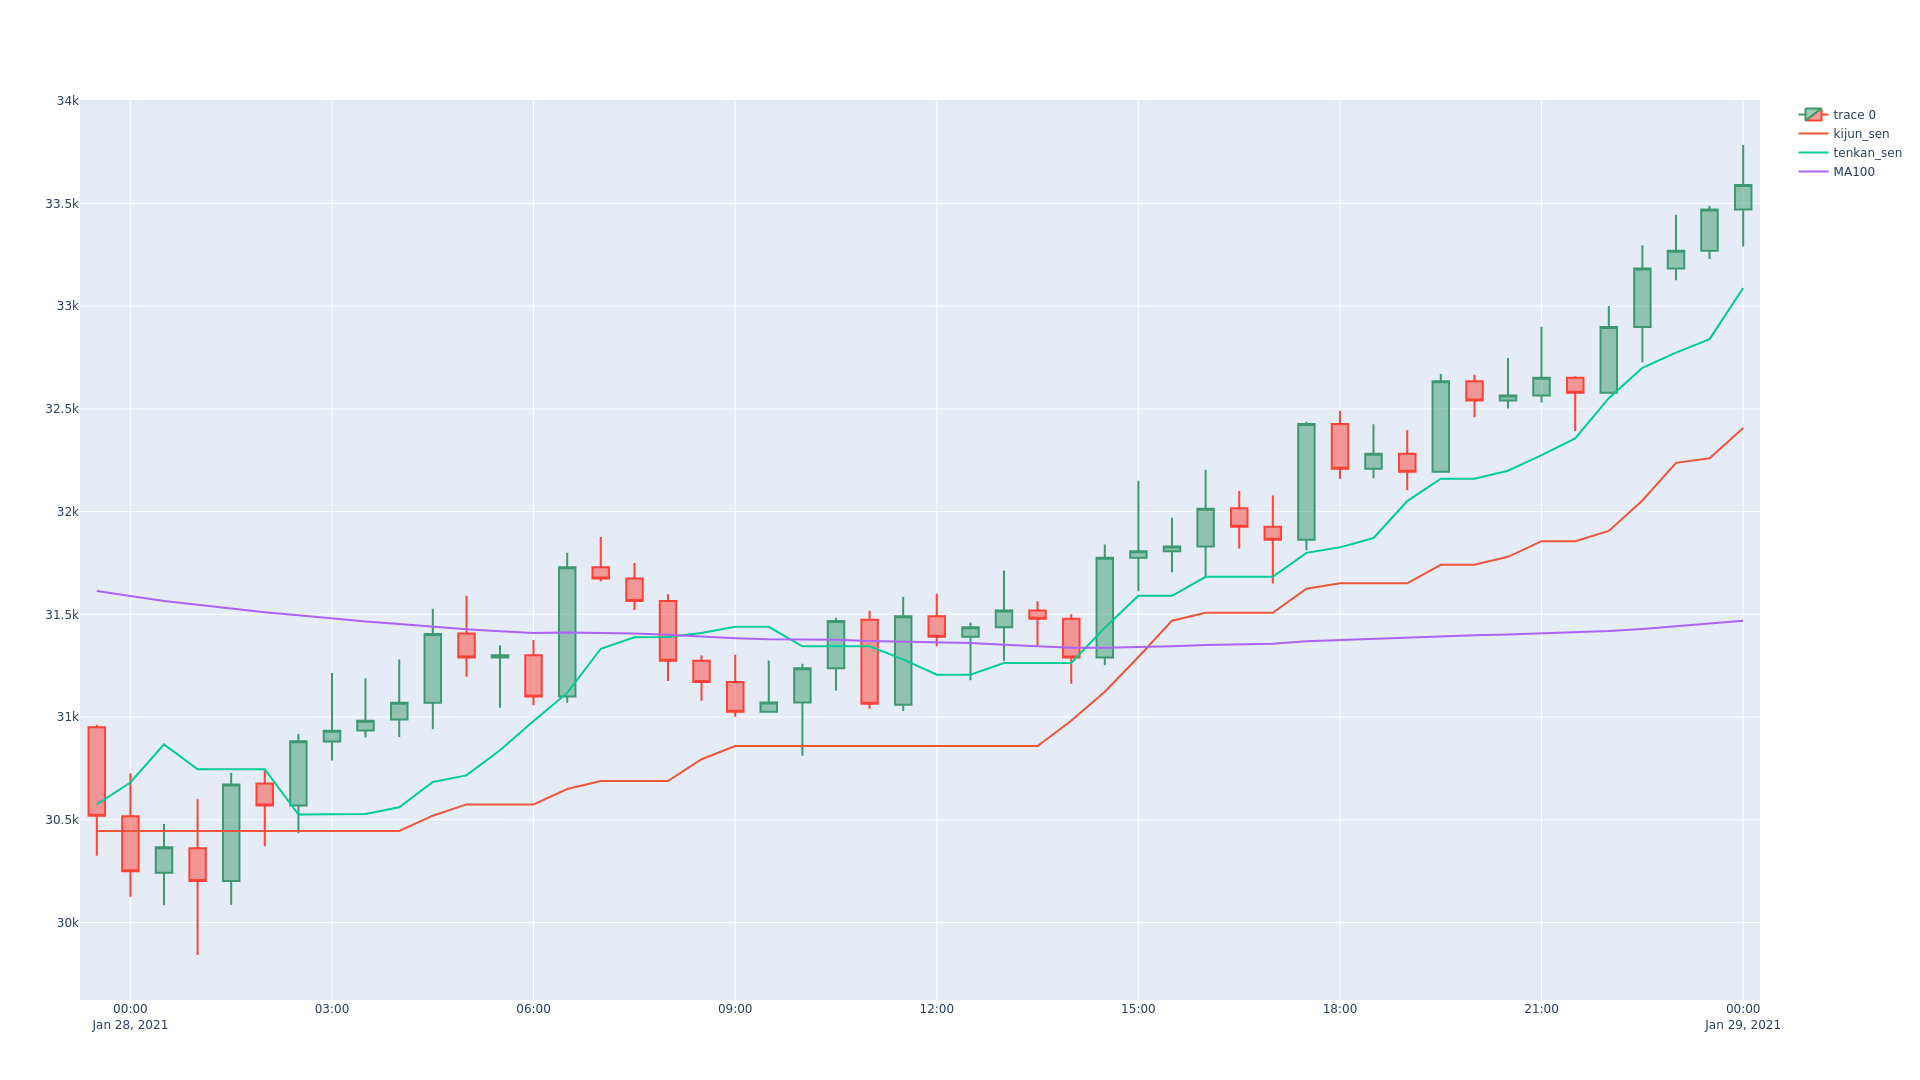 34k
33.5k
33k
32.5k
32k
31.5k
31k
30.5k
30k
00:00 03:00 06:00 09:00 12:00 15:00 18:00 21:00 00:00
Jan 28, 2021 Jan 29, 2021
trace 0
kijun_sen
tenkan_sen
MA100